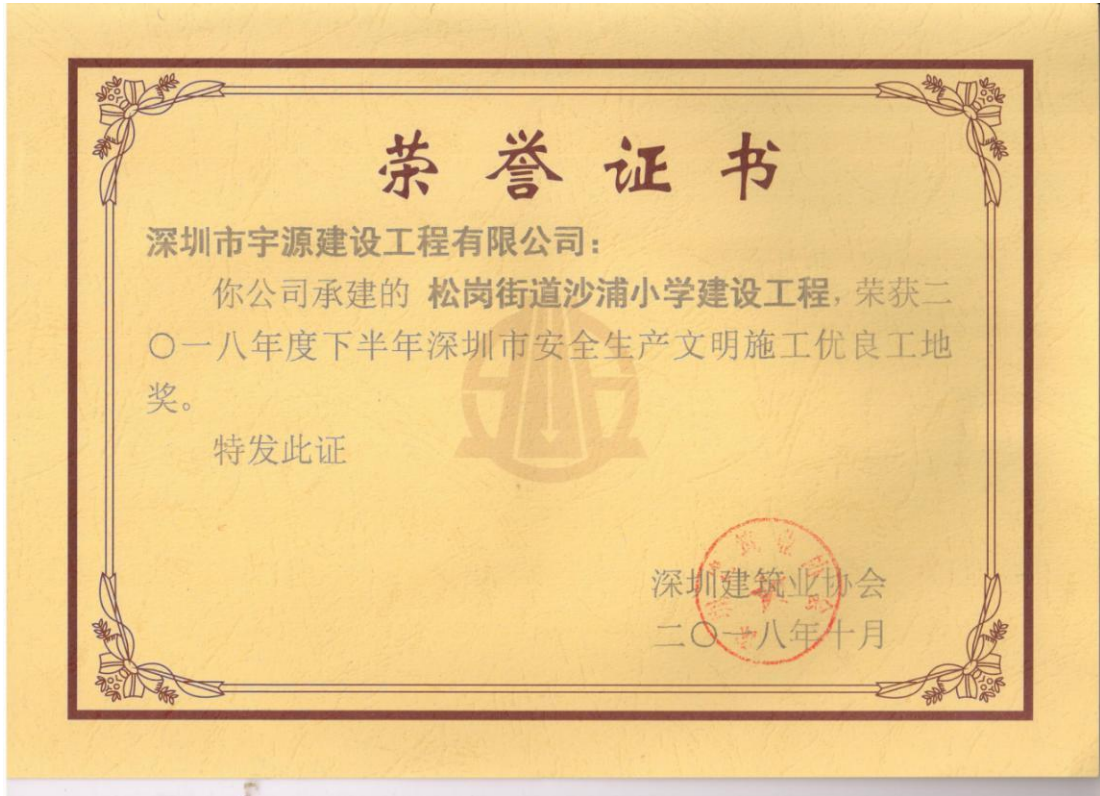 荣誉证书
深圳市宇源建设工程有限公司：
你公司承建的 松岗街道沙浦小学建设工程，荣获二
〇一八年度下半年深圳市安全生产文明施工优良工地
奖。
特发此证
深圳建筑业协会
二〇一八年十月